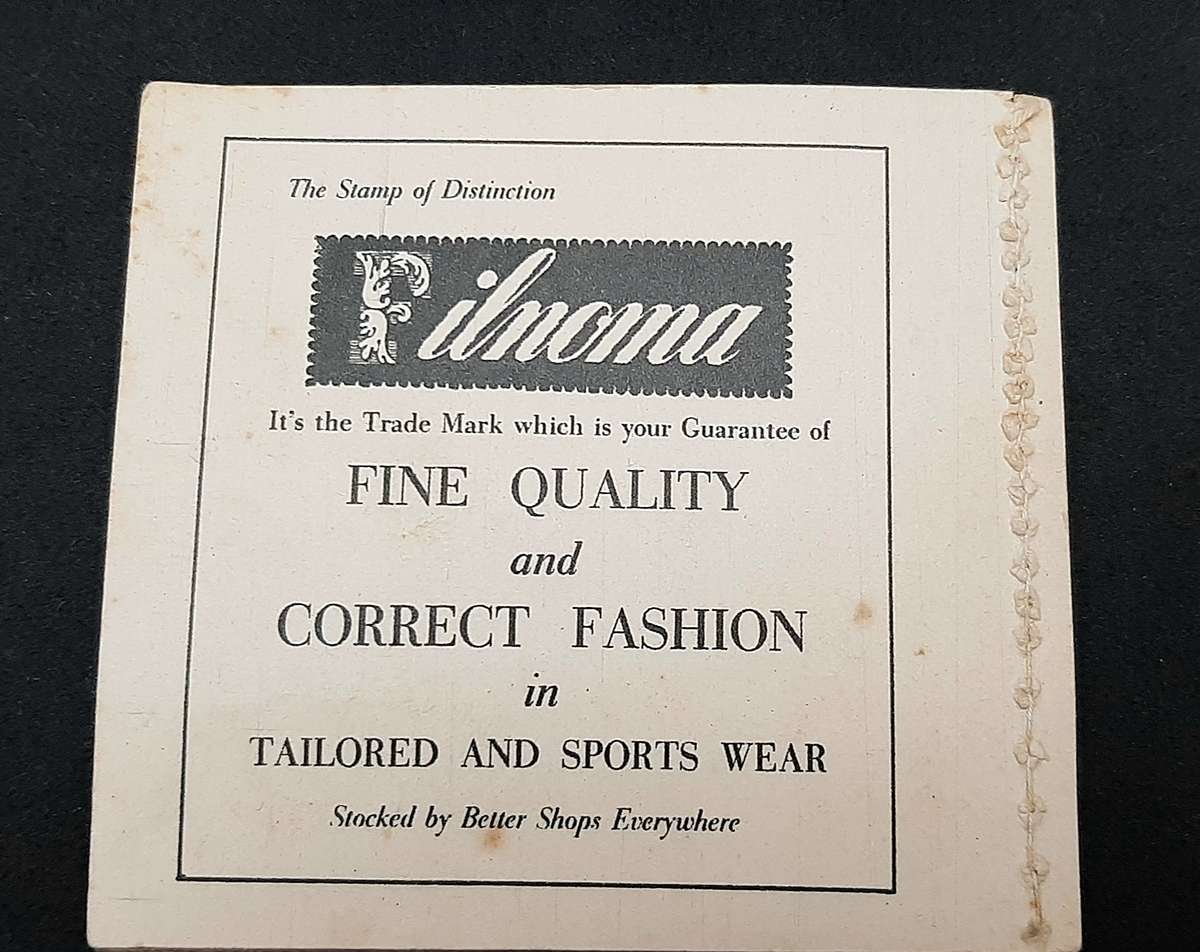 The Stamp of Distinction
Filnoma
It's the Trade Mark which is your Guarantee of
FINE QUALITY
and
CORRECT FASHION
in
TAILORED AND SPORTS WEAR
Stocked by Better Shops Everywhere